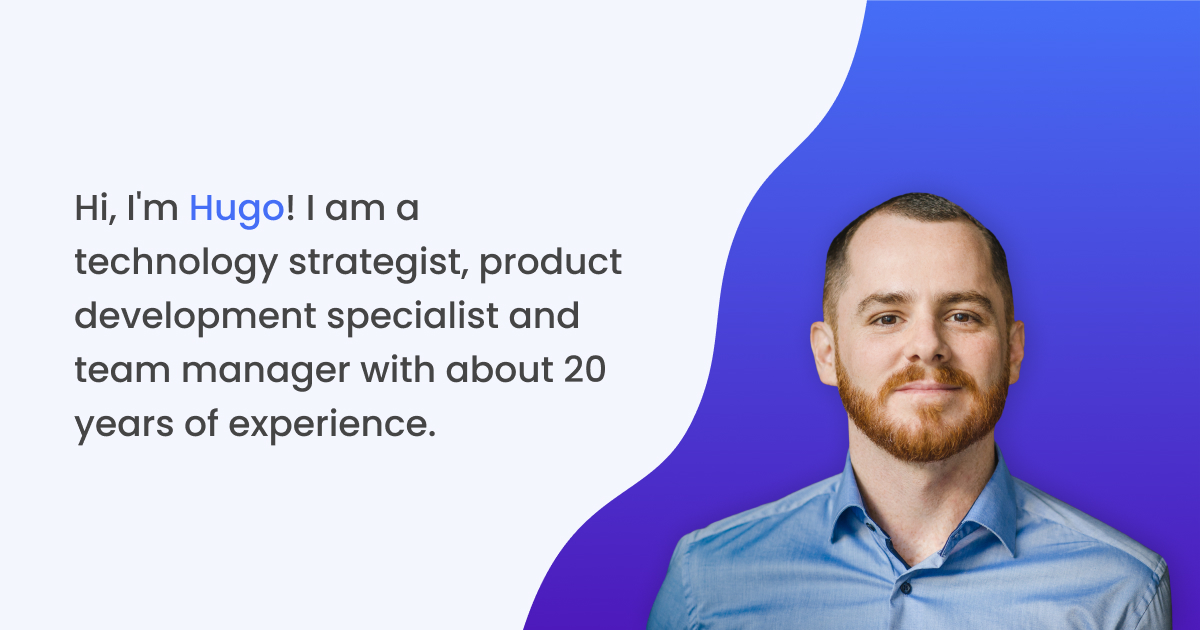 Hi, I'm Hugo! I am a
technology strategist, product
development specialist and
team manager with about 20
years of experience.